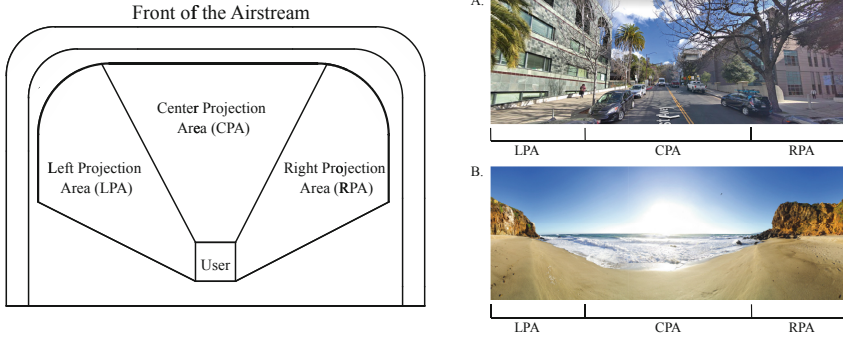 Front of the Airstream
Center Projection
Area (CPA)
Left Projection
Area (LPA)
Right Projection
Area (RPA)
User
A.
LPA
CPA
RPA
B.
LPA
CPA
RPA